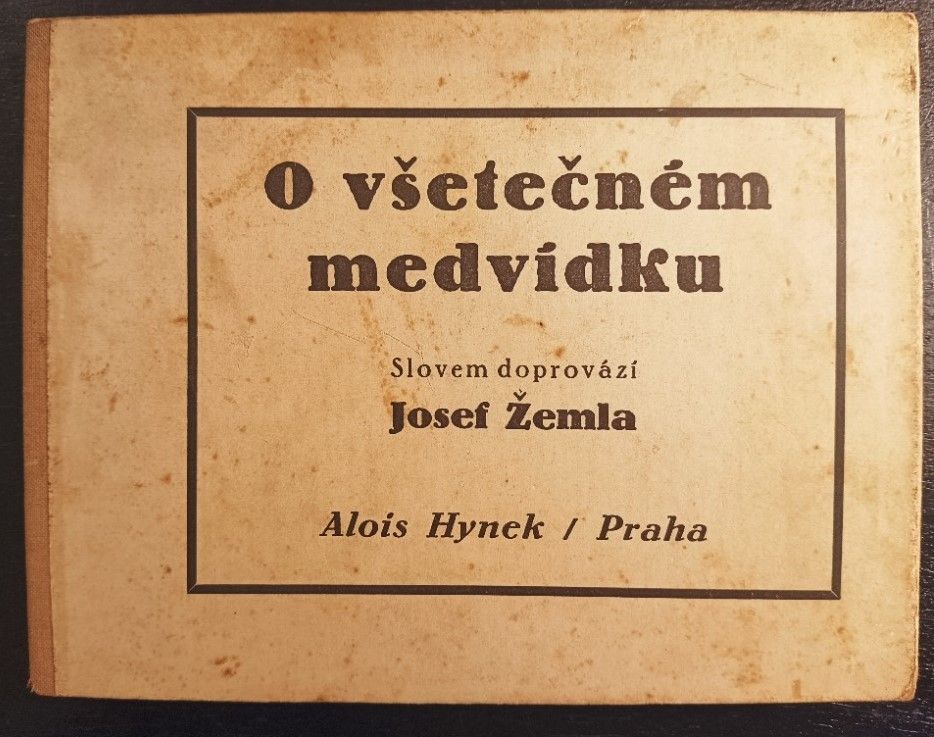 O všetečném
medvídku
Slovem doprovází
Josef Žemla
Alois Hynek / Praha